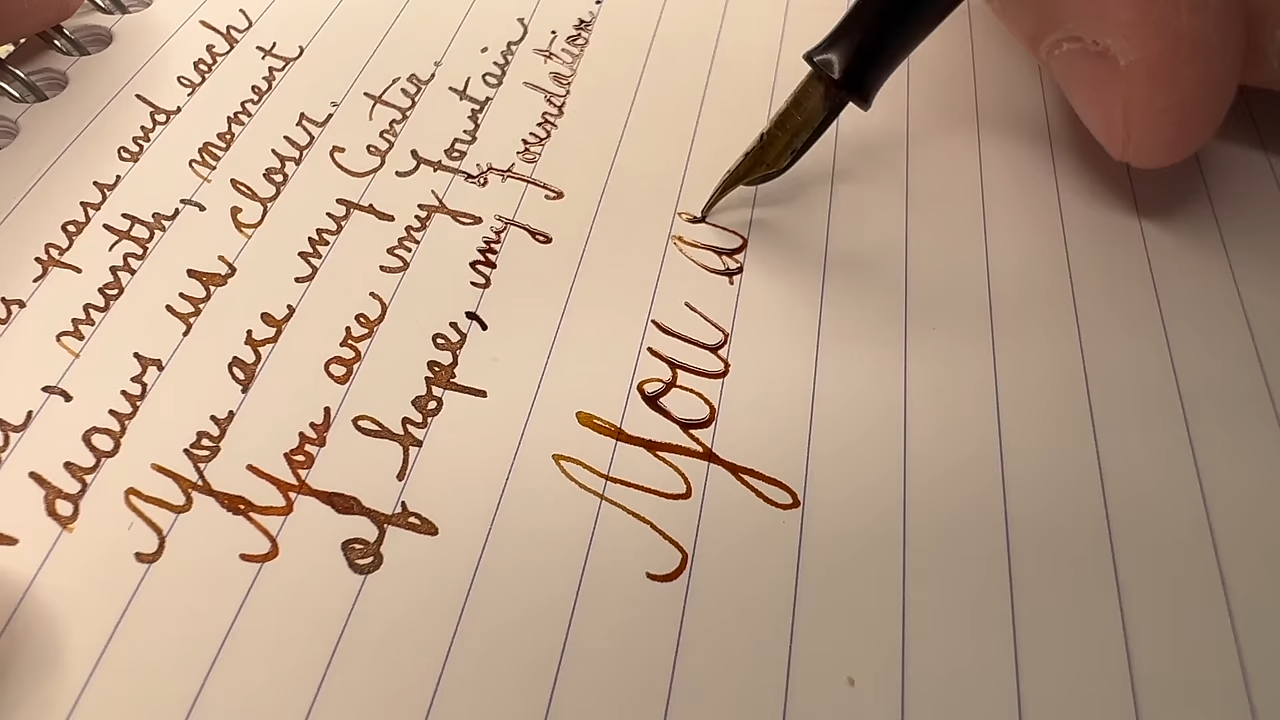 pass and each
, month, moment
draws us closer.
You are my Center.
You are my Fountain
of hope, my foundation.
You a